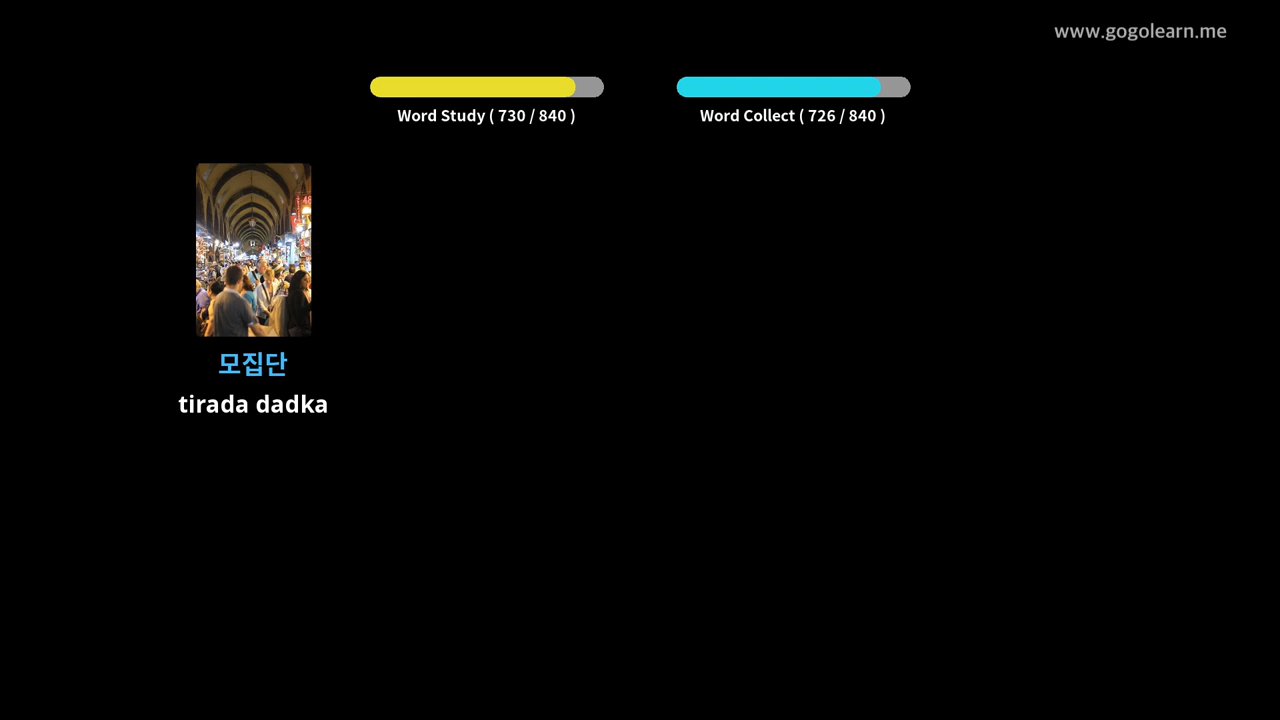 www.gogolearn.me
Word Study ( 730 / 840 )
Word Collect ( 726 / 840 )
모집단
tirada dadka